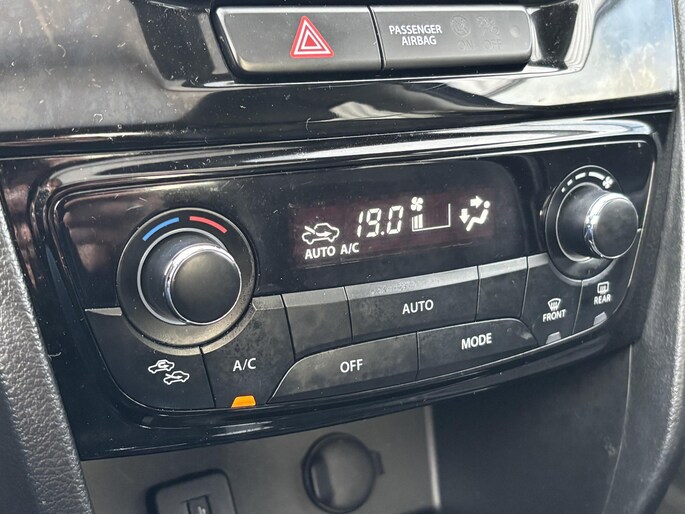 PASSENGER
AIRBAG
19.0
AUTO A/C
AUTO
FRONT
REAR
A/C
OFF
MODE